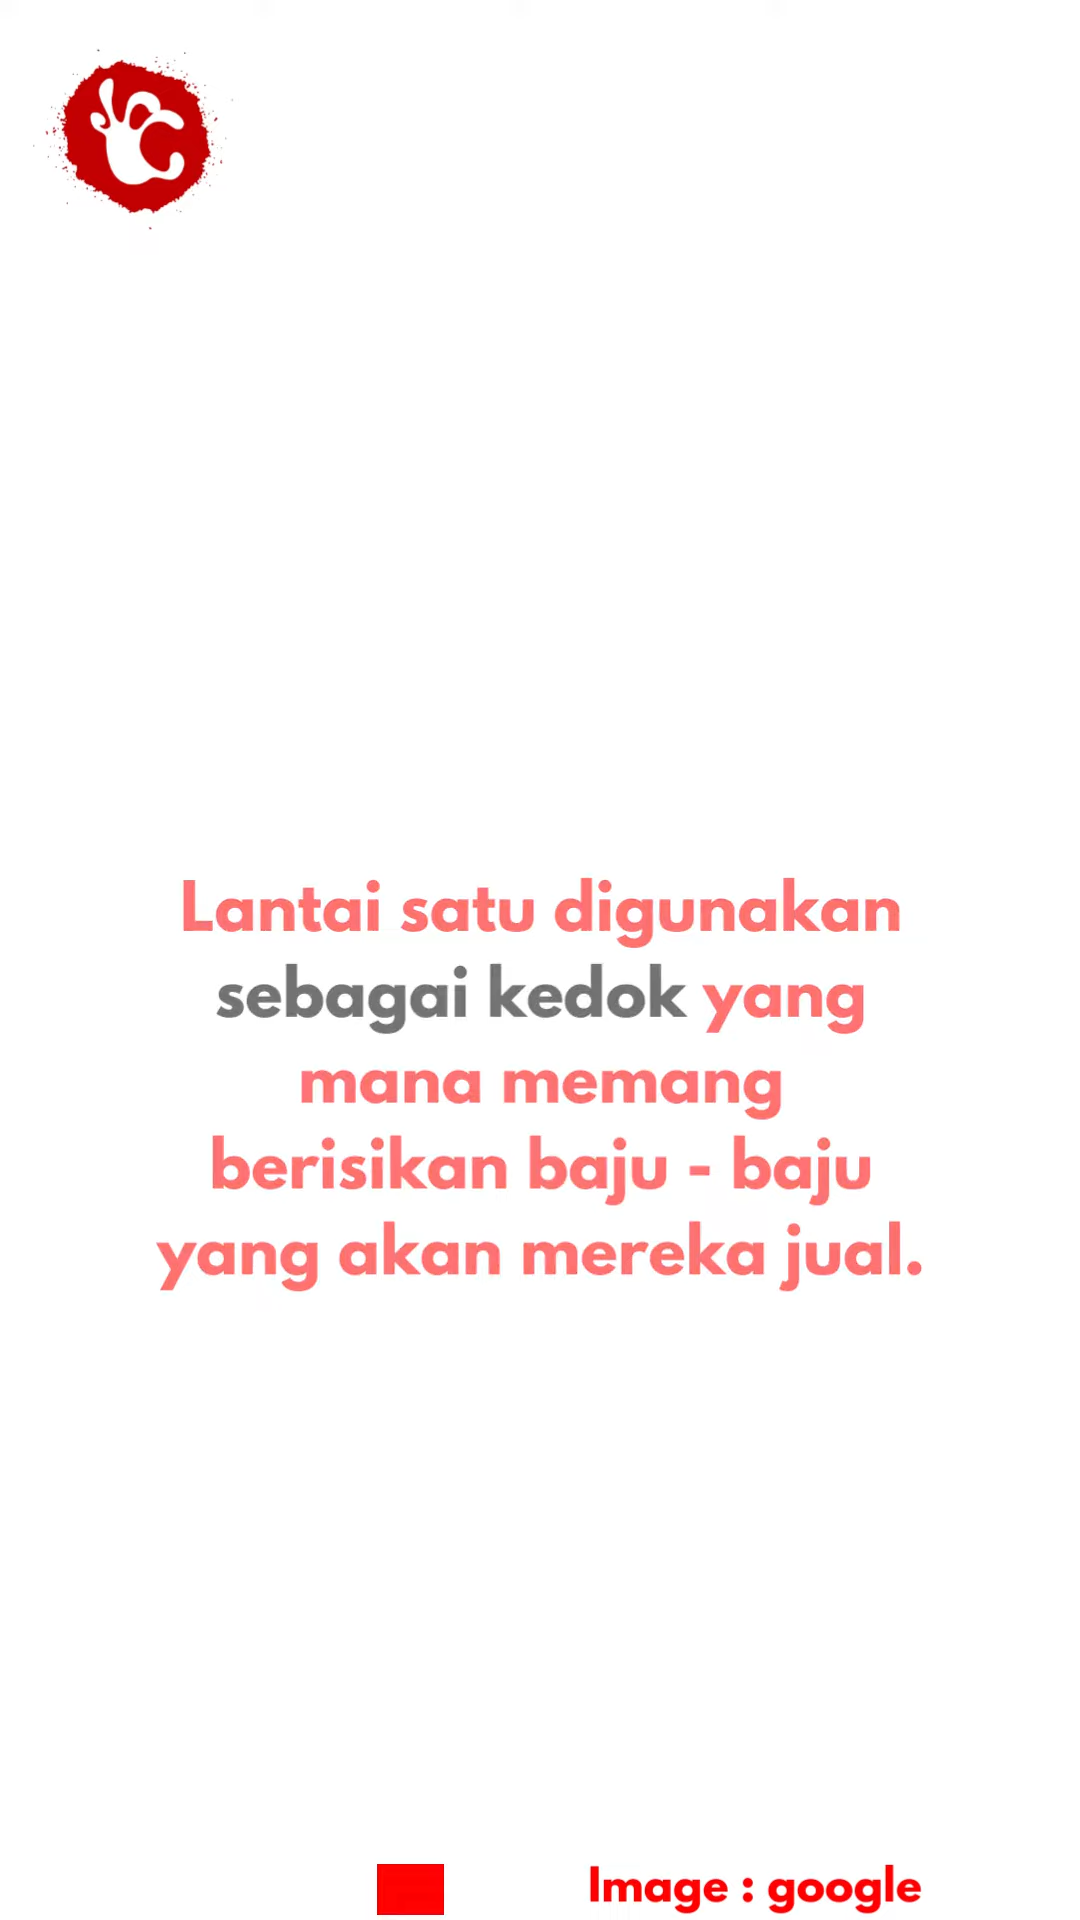 Lantai satu digunakan
sebagai kedok yang
mana memang
berisikan baju - baju
yang akan mereka jual.
Image : google